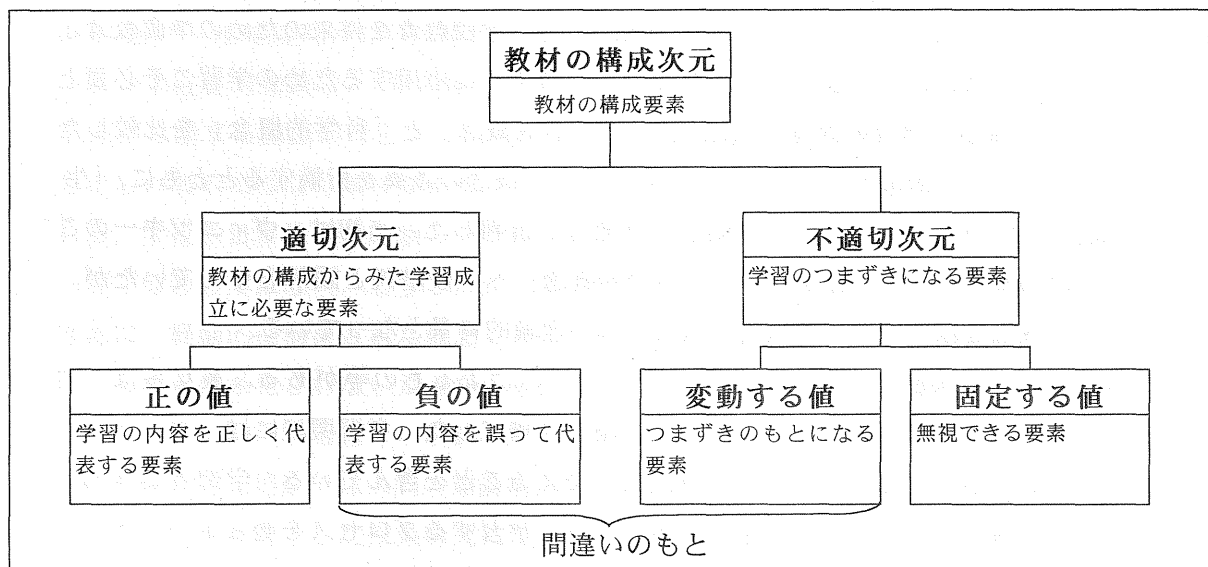 教材の構成次元
教材の構成要素
適切次元
教材の構成からみた学習成
立に必要な要素
不適切次元
学習のつまずきになる要素
正の値
学習の内容を正しく代
表する要素
負の値
学習の内容を誤って代
表する要素
変動する値
つまずきのもとになる
要素
固定する値
無視できる要素
間違いのもと